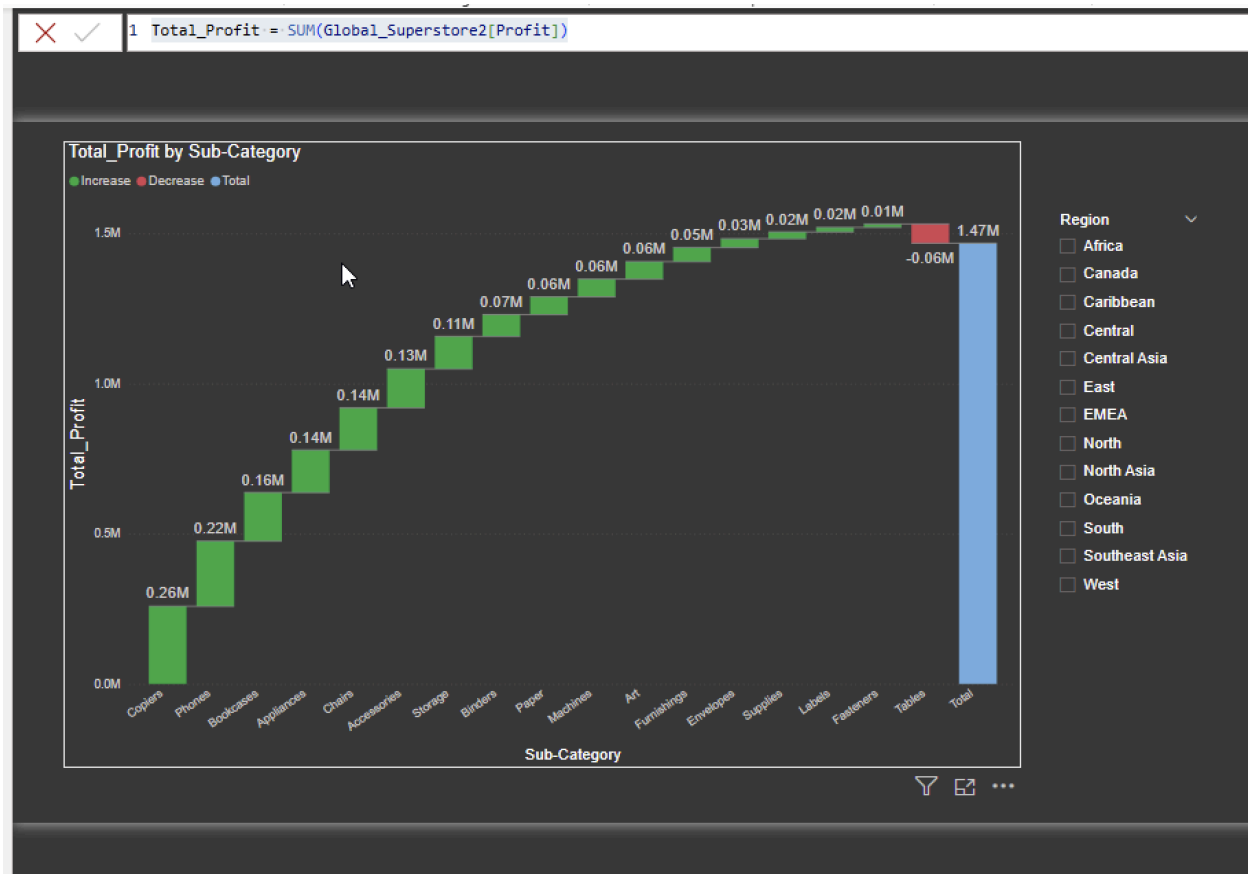 1 Total_Profit = SUM(Global_Superstore2[Profit])
Total_Profit by Sub-Category
Increase Decrease Total
1.5M
1.0M
0.5M
0.0M
Total_Profit
0.26M
0.22M
0.16M
0.14M
0.14M
0.13M
0.11M
0.07M
0.06M
0.06M
0.06M
0.05M
0.03M
0.02M
0.02M
0.01M
-0.06M
1.47M
Copiers
Phones
Bookcases
Appliances
Chairs
Accessories
Storage
Binders
Paper
Machines
Art
Furnishings
Envelopes
Supplies
Labels
Fasteners
Tables
Total
Sub-Category
Region
Africa
Canada
Caribbean
Central
Central Asia
East
EMEA
North
North Asia
Oceania
South
Southeast Asia
West